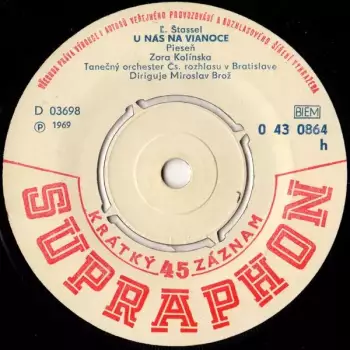 PŮVODNÍ PRÁVA VÝROBCE I AUTORŮ VEŘEJNÉHO PROVOZOVÁNÍ A ROZHLASOVÉHO ŠÍŘENÍ VYHRAZENA
Ľ. Štassel
U NÁS NA VIANOCE
Pieseň
Zora Kolínska
Tanečný orchester Čs. rozhlasu v Bratislave
Diriguje Miroslav Brož
D 03698
Ⓟ 1969
BIEM
0 43 0864
h
KRÁTKÝ 45 ZÁZNAM
SUPRAPHON